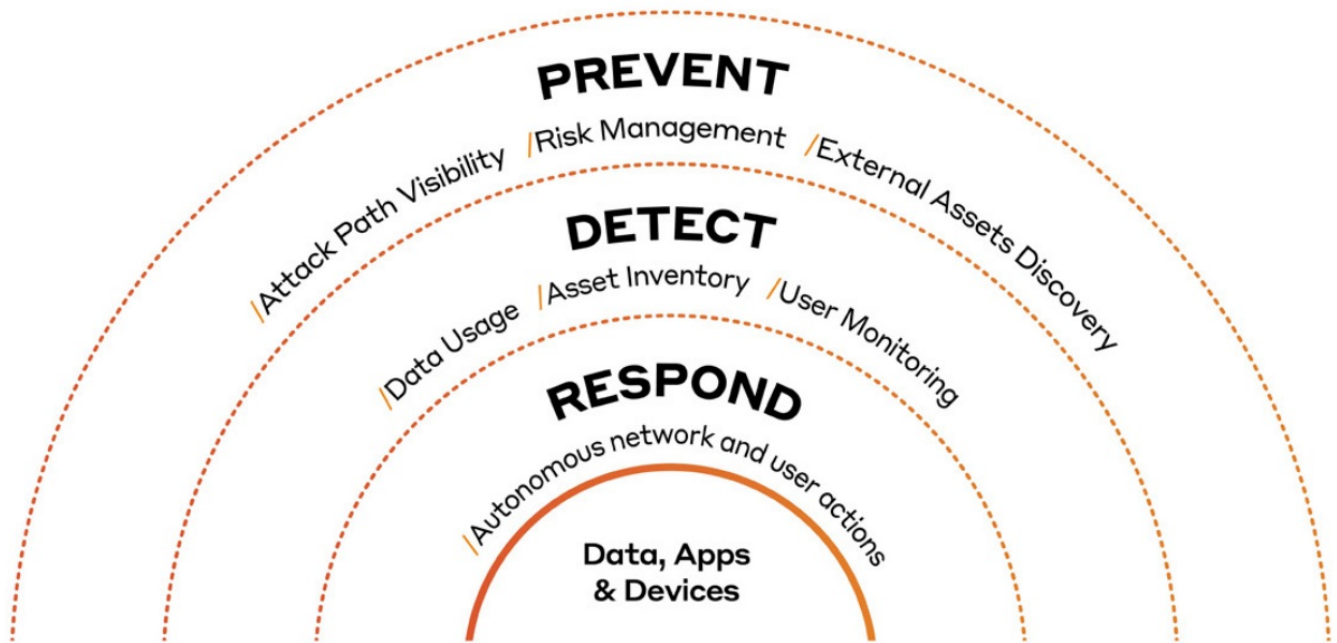 PREVENT
/Attack Path Visibility /Risk Management /External Assets Discovery
DETECT
/Data Usage /Asset Inventory /User Monitoring
RESPOND
/Autonomous network and user actions
Data, Apps
& Devices